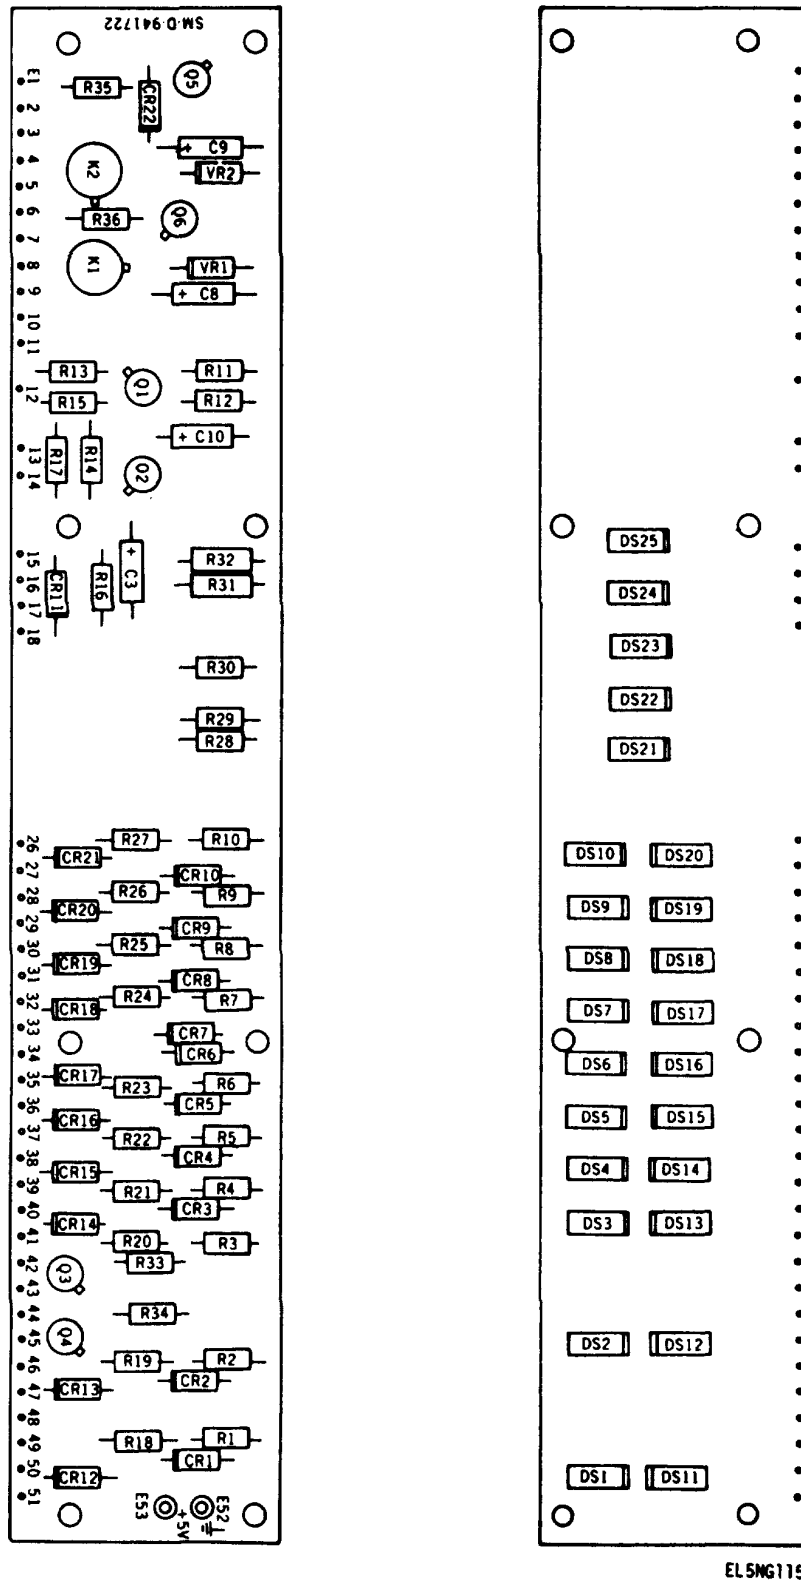 SM-D-941722
E1
R35
CR22
Q5
2
3
C9
4
K2
VR2
5
6
R36
Q6
7
8
K1
VR1
9
+ C8
10
11
R13
Q1
R11
12
R15
R12
+ C10
13
R17
R14
Q2
14
15
+ C3
R32
16
CR11
R16
R31
17
18
R30
R29
R28
26
R27
R10
CR21
27
CR10
R26
R9
28
CR20
29
CR9
R25
R8
30
CR19
31
CR8
R24
R7
32
CR18
33
CR7
34
CR6
35
CR17
R23
R6
36
CR5
CR16
37
R22
R5
38
CR4
CR15
39
R21
R4
40
CR3
CR14
41
R20
R3
42
Q3
R33
43
44
R34
45
Q4
46
R19
R2
CR2
47
CR13
48
49
R18
R1
CR1
50
CR12
51
E53
+5V
E52
DS25
DS24
DS23
DS22
DS21
DS10 DS20
DS9 DS19
DS8 DS18
DS7 DS17
DS6 DS16
DS5 DS15
DS4 DS14
DS3 DS13
DS2 DS12
DS1 DS11
EL5NG115